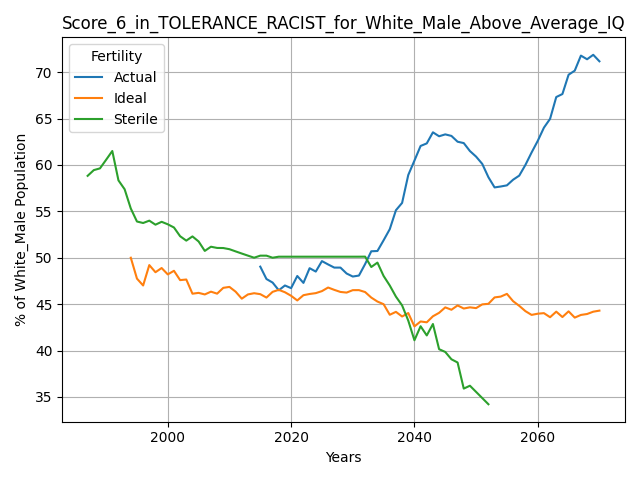 Score_6_in_TOLERANCE_RACIST_for_White_Male_Above_Average_IQ
Fertility
Actual
Ideal
Sterile
% of White_Male Population
70
65
60
55
50
45
40
35
2000
2020
2040
2060
Years